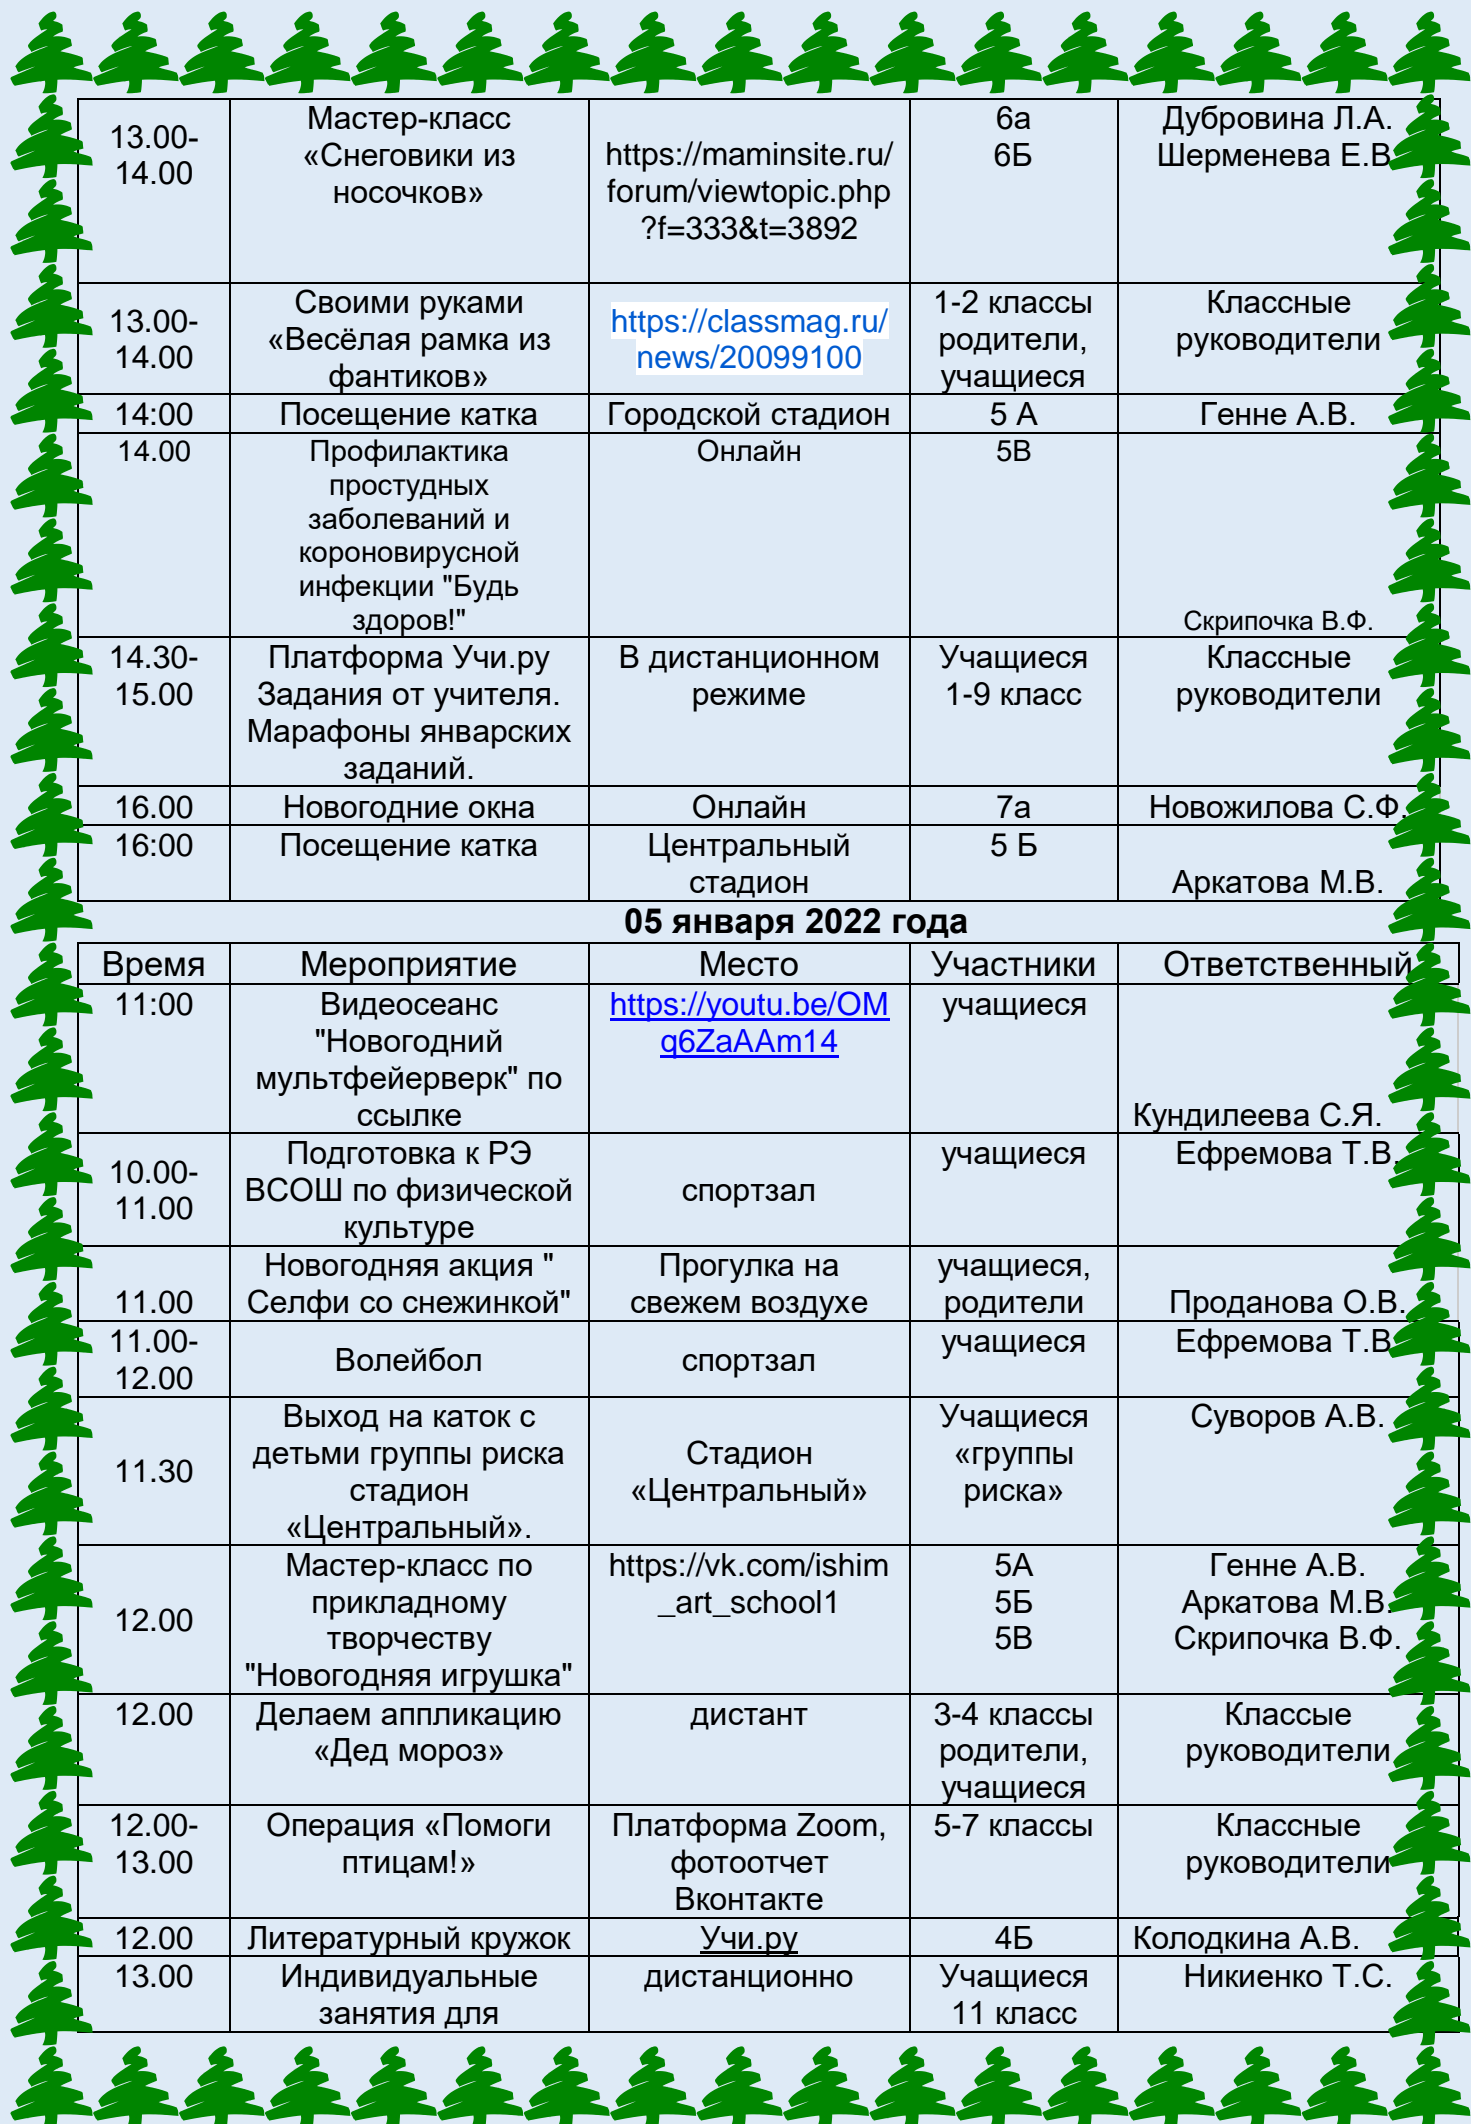 13.00-
14.00
Мастер-класс
«Снеговики из
носочков»
https://maminsite.ru/
forum/viewtopic.php
?f=333&t=3892
6а
6Б
Дубровина Л.А.
Шерменева Е.В
13.00-
14.00
Своими руками
«Весёлая рамка из
фантиков»
https://classmag.ru/
news/20099100
1-2 классы
родители,
учащиеся
Классные
руководители
14:00
Посещение катка
Городской стадион
5 А
Генне А.В.
14.00
Профилактика
простудных
заболеваний и
короновирусной
инфекции "Будь
здоров!"
Онлайн
5В
Скрипочка В.Ф.
14.30-
15.00
Платформа Учи.ру
Задания от учителя.
Марафоны январских
заданий.
В дистанционном
режиме
Учащиеся
1-9 класс
Классные
руководители
16.00
Новогодние окна
Онлайн
7а
Новожилова С.Ф.
16:00
Посещение катка
Центральный
стадион
5 Б
Аркатова М.В.
05 января 2022 года
Время
Мероприятие
Место
Участники
Ответственный
11:00
Видеосеанс
"Новогодний
мультфейерверк" по
ссылке
https://youtu.be/OM
q6ZaAAm14
учащиеся
Кундилеева С.Я.
10.00-
11.00
Подготовка к РЭ
ВСОШ по физической
культуре
спортзал
учащиеся
Ефремова Т.В.
11.00
Новогодняя акция "
Селфи со снежинкой"
Прогулка на
свежем воздухе
учащиеся,
родители
Проданова О.В.
11.00-
12.00
Волейбол
спортзал
учащиеся
Ефремова Т.В
11.30
Выход на каток с
детьми группы риска
стадион
«Центральный».
Стадион
«Центральный»
Учащиеся
«группы
риска»
Суворов А.В.
12.00
Мастер-класс по
прикладному
творчеству
"Новогодняя игрушка"
https://vk.com/ishim
_art_school1
5А
5Б
5В
Генне А.В.
Аркатова М.В.
Скрипочка В.Ф.
12.00
Делаем аппликацию
«Дед мороз»
дистант
3-4 классы
родители,
учащиеся
Классые
руководители
12.00-
13.00
Операция «Помоги
птицам!»
Платформа Zoom,
фотоотчет
Вконтакте
5-7 классы
Классные
руководители
12.00
Литературный кружок
Учи.ру
4Б
Колодкина А.В.
13.00
Индивидуальные
занятия для
дистанционно
Учащиеся
11 класс
Никиенко Т.С.